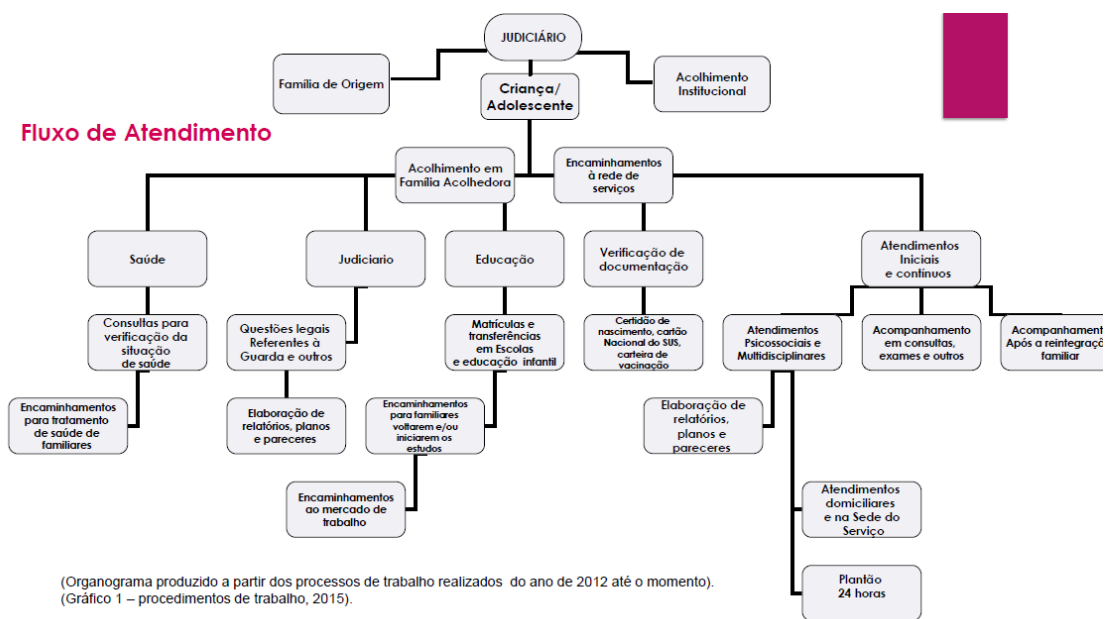 JUDICIÁRIO
Família de Origem
Acolhimento
Institucional
Criança/
Adolescente
Fluxo de Atendimento
Acolhimento em
Família Acolhedora
Encaminhamentos
à rede de
serviços
Saúde
Judiciario
Educação
Verificação de
documentação
Atendimentos
Iniciais
e contínuos
Consultas para
verificação da
situação
de saúde
Questões legais
Referentes à
Guarda e outros
Matrículas e
transferências
em Escolas
e educação infantil
Certidão de
nascimento, cartão
Nacional do SUS,
carteira de
vacinação
Atendimentos
Psicossociais e
Multidisciplinares
Acompanhamento
em consultas,
exames e outros
Acompanhament
Após a reintegraçã
familiar
Encaminhamentos
para tratamento
de saúde de
familiares
Elaboração de
relatórios, planos
e pareceres
Encaminhamentos
para familiares
voltarem e/ou
iniciarem os
estudos
Elaboração de
relatórios,
planos e
pareceres
Encaminhamentos
ao mercado de
trabalho
Atendimentos
domiciliares
e na Sede do
Serviço
Plantão
24 horas
(Organograma produzido a partir dos processos de trabalho realizados do ano de 2012 até o momento).
(Gráfico 1 – procedimentos de trabalho, 2015).